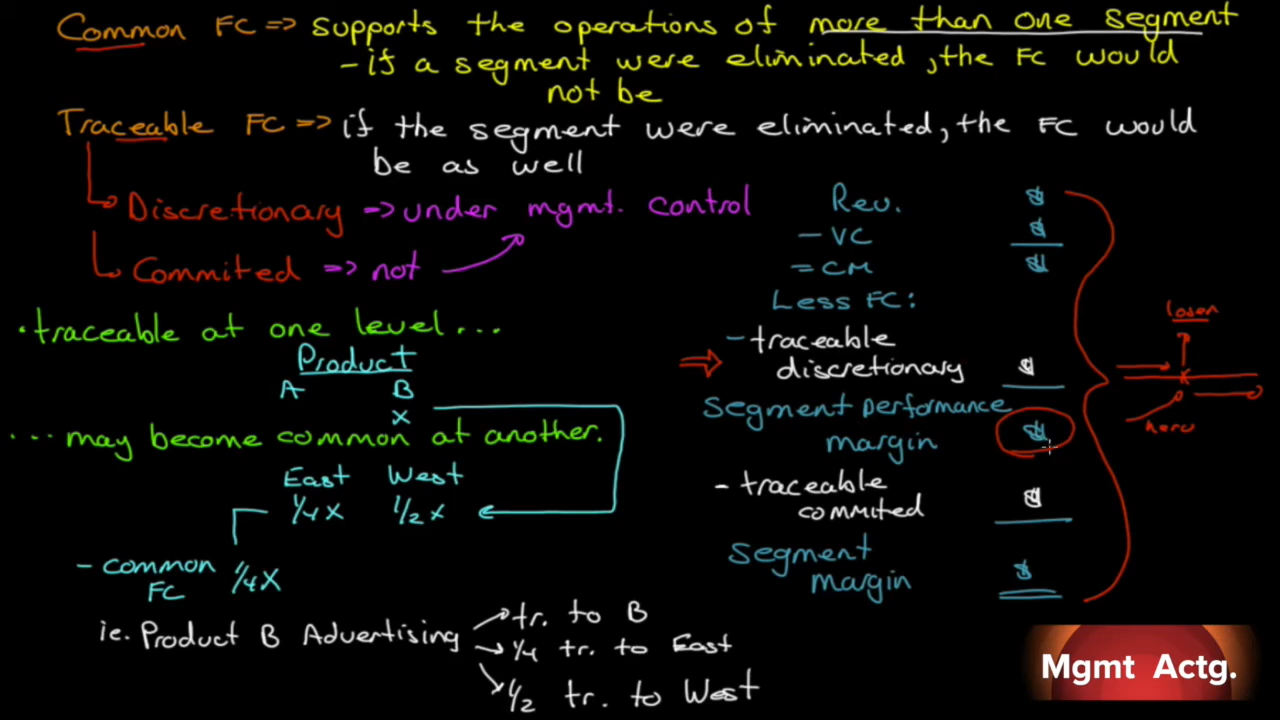 Common FC => supports the operations of more than one segment
- if a segment were eliminated, the FC would
not be
Traceable FC => if the segment were eliminated, the FC would
be as well
Discretionary => under mgmt. control
Commited => not
• traceable at one level...
Product
A B
X
... may become common at another.
East West
1/4 X 1/2 X
- common 1/4 X
FC
ie. Product B Advertising
tr. to B
1/4 tr. to East
1/2 tr. to West
Rev. $
- VC $
= CM $
Less FC:
- traceable
discretionary $
Segment performance
margin $
- traceable
commited $
Segment
margin $
loser
x
o
hero
Mgmt Actg.